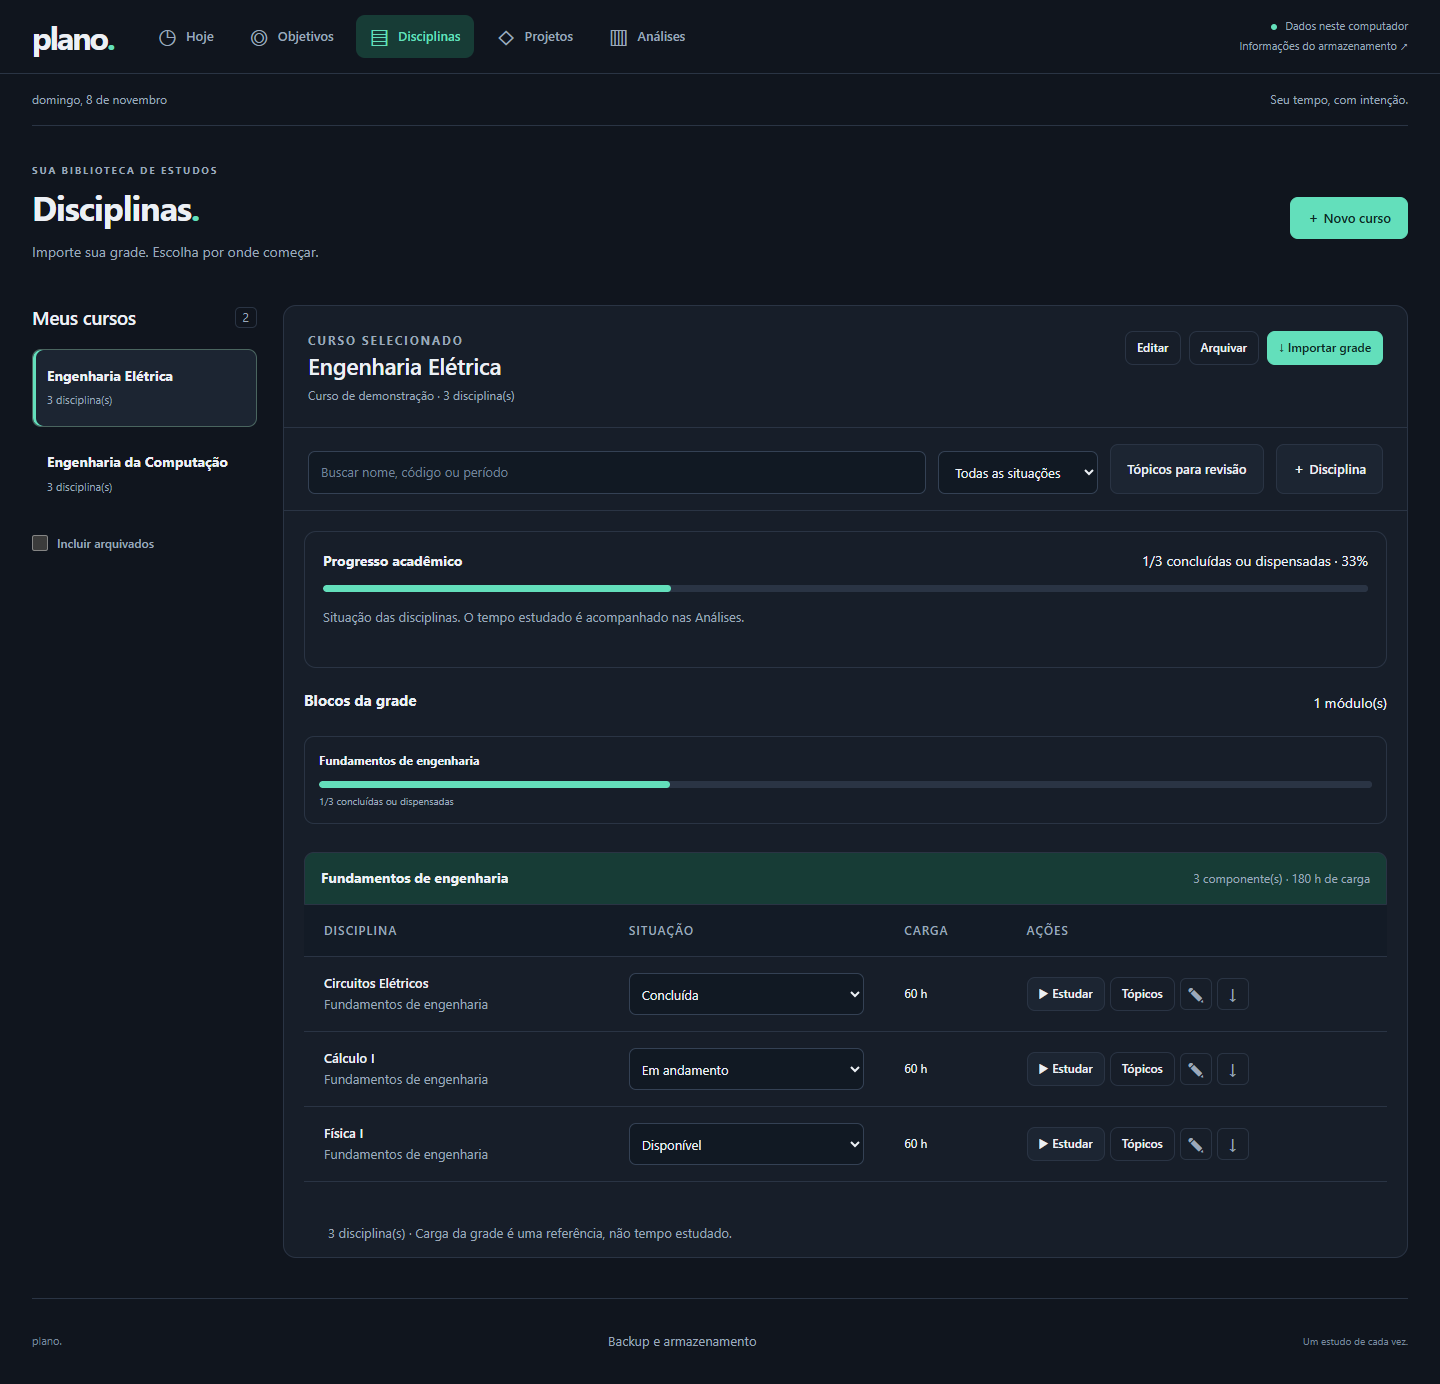 plano.
Hoje
Objetivos
Disciplinas
Projetos
Análises
Dados neste computador
Informações do armazenamento ↗
domingo, 8 de novembro
Seu tempo, com intenção.
SUA BIBLIOTECA DE ESTUDOS
Disciplinas.
Importe sua grade. Escolha por onde começar.
+ Novo curso
Meus cursos
2
Engenharia Elétrica
3 disciplina(s)
Engenharia da Computação
3 disciplina(s)
Incluir arquivados
CURSO SELECIONADO
Engenharia Elétrica
Curso de demonstração · 3 disciplina(s)
Editar
Arquivar
↓ Importar grade
Buscar nome, código ou período
Todas as situações
Tópicos para revisão
+ Disciplina
Progresso acadêmico
1/3 concluídas ou dispensadas · 33%
Situação das disciplinas. O tempo estudado é acompanhado nas Análises.
Blocos da grade
1 módulo(s)
Fundamentos de engenharia
1/3 concluídas ou dispensadas
Fundamentos de engenharia
3 componente(s) · 180 h de carga
DISCIPLINA SITUAÇÃO CARGA AÇÕES
Circuitos Elétricos
Fundamentos de engenharia
Concluída
60 h
▶ Estudar
Tópicos
↓
Cálculo I
Fundamentos de engenharia
Em andamento
60 h
▶ Estudar
Tópicos
↓
Física I
Fundamentos de engenharia
Disponível
60 h
▶ Estudar
Tópicos
↓
3 disciplina(s) · Carga da grade é uma referência, não tempo estudado.
plano.
Backup e armazenamento
Um estudo de cada vez.